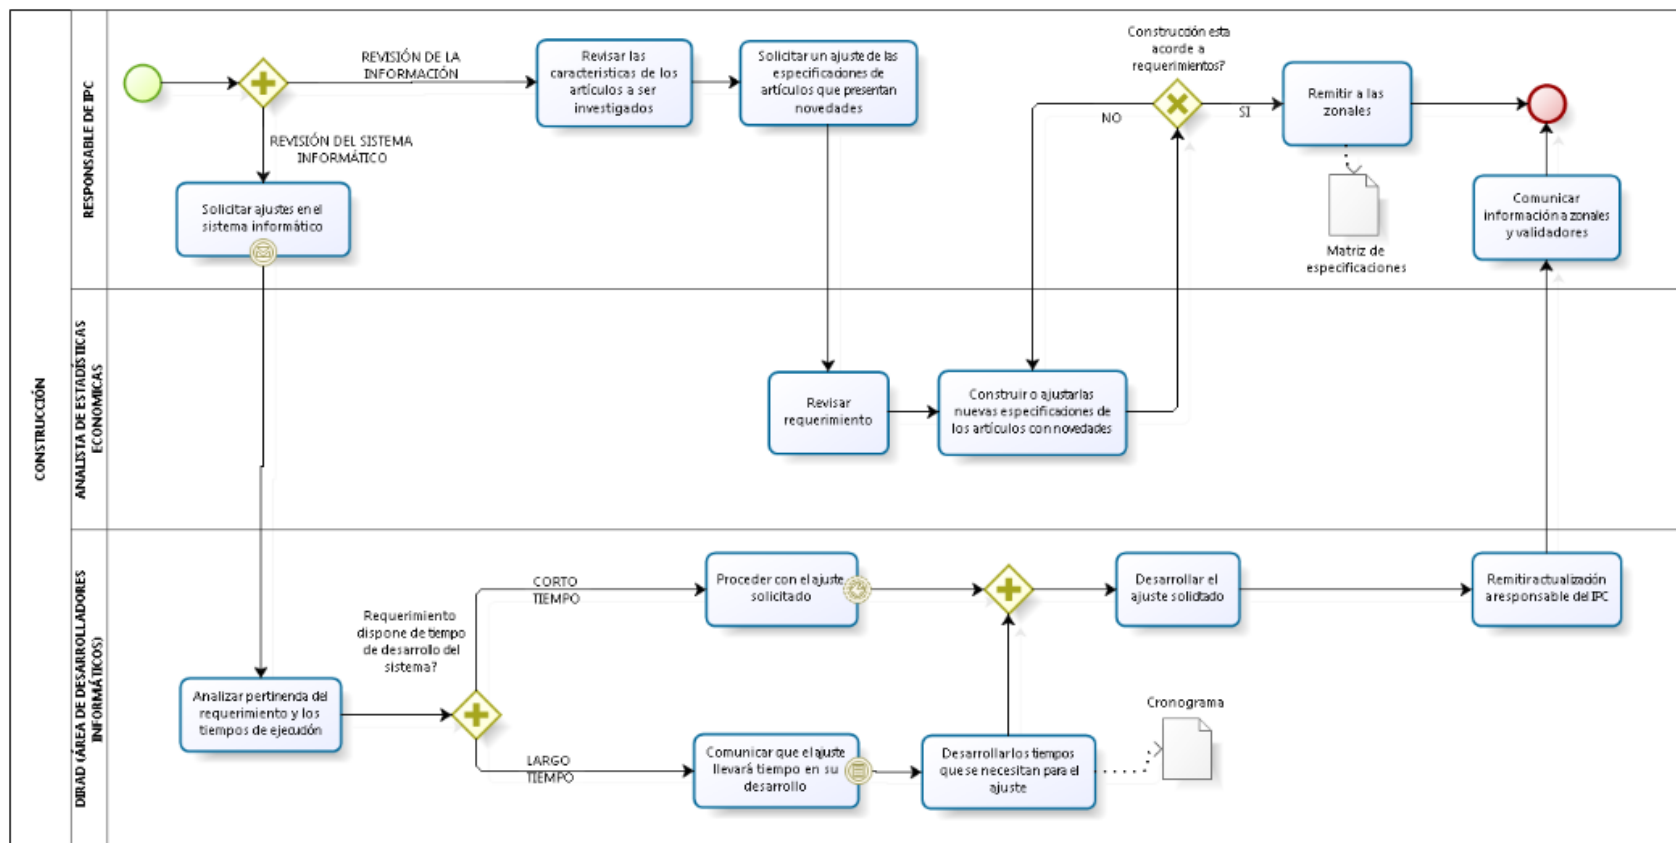 CONSTRUCCIÓN
RESPONSABLE DE IPC
REVISIÓN DE LA
INFORMACIÓN
REVISIÓN DEL SISTEMA
INFORMÁTICO
Solicitar ajustes en el
sistema informático
Revisar las
caracteristicas de los
artículos a ser
investigados
Solicitar un ajuste de las
especificaciones de
artículos que presentan
novedades
Construcción esta
acorde a
requerimientos?
NO
SI
Remitir a las
zonales
Matriz de
especificaciones
Comunicar
información a zonales
y validadores
ANALISTA DE ESTADÍSTICAS
ECONOMICAS
Revisar
requerimiento
Construir o ajustar las
nuevas especificaciones de
los artículos con novedades
DIRAD (ÁREA DE DESARROLLADORES
INFORMÁTICOS)
Analizar pertinencia del
requerimiento y los
tiempos de ejecución
Requerimiento
dispone de tiempo
de desarrollo del
sistema?
CORTO
TIEMPO
LARGO
TIEMPO
Proceder con el ajuste
solicitado
Comunicar que el ajuste
llevará tiempo en su
desarrollo
Desarrollar los tiempos
que se necesitan para el
ajuste
Cronograma
Desarrollar el
ajuste solicitado
Remitir actualización
a responsable del IPC